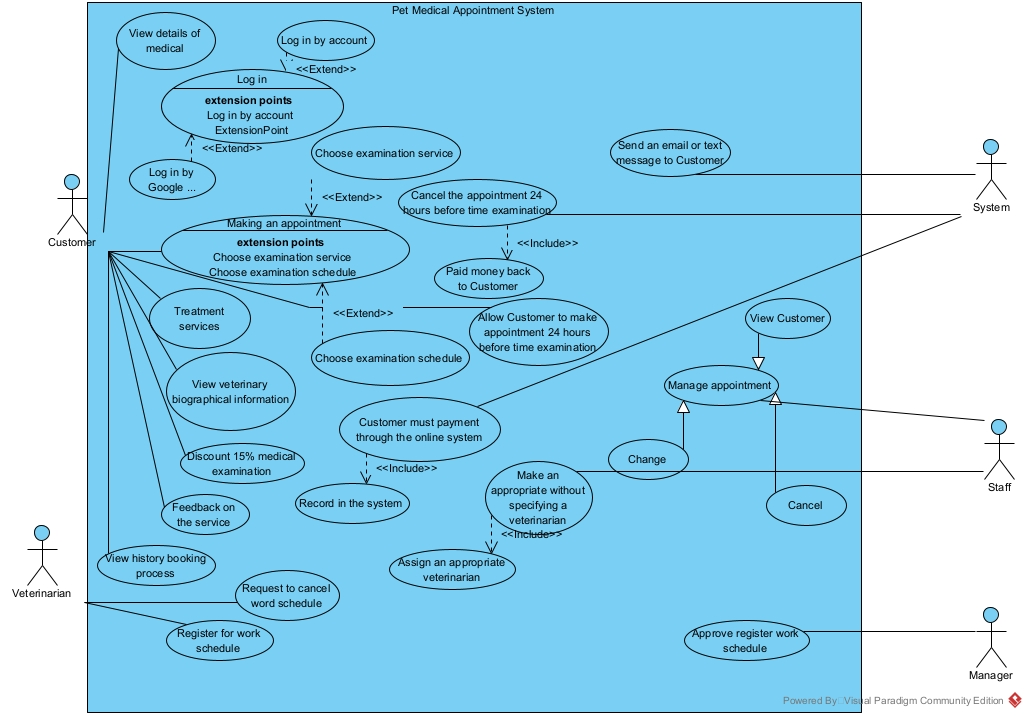 Pet Medical Appointment System
View details of
medical
Log in by account
<<Extend>>
Log in
extension points
Log in by account
ExtensionPoint
<<Extend>>
Log in by
Google ...
Choose examination service
<<Extend>>
Send an email or text
message to Customer
System
Cancel the appointment 24
hours before time examination
<<Include>>
Paid money back
to Customer
Customer
Making an appointment
extension points
Choose examination service
Choose examination schedule
<<Extend>>
Choose examination schedule
Allow Customer to make
appointment 24 hours
before time examination
Treatment
services
View Customer
Manage appointment
View veterinary
biographical information
Customer must payment
through the online system
<<Include>>
Record in the system
Change
Cancel
Staff
Discount 15% medical
examination
Make an
appropriate without
specifying a
veterinarian
<<Include>>
Assign an appropriate
veterinarian
Feedback on
the service
View history booking
process
Veterinarian
Request to cancel
word schedule
Register for work
schedule
Approve register work
schedule
Manager
Powered By Visual Paradigm Community Edition